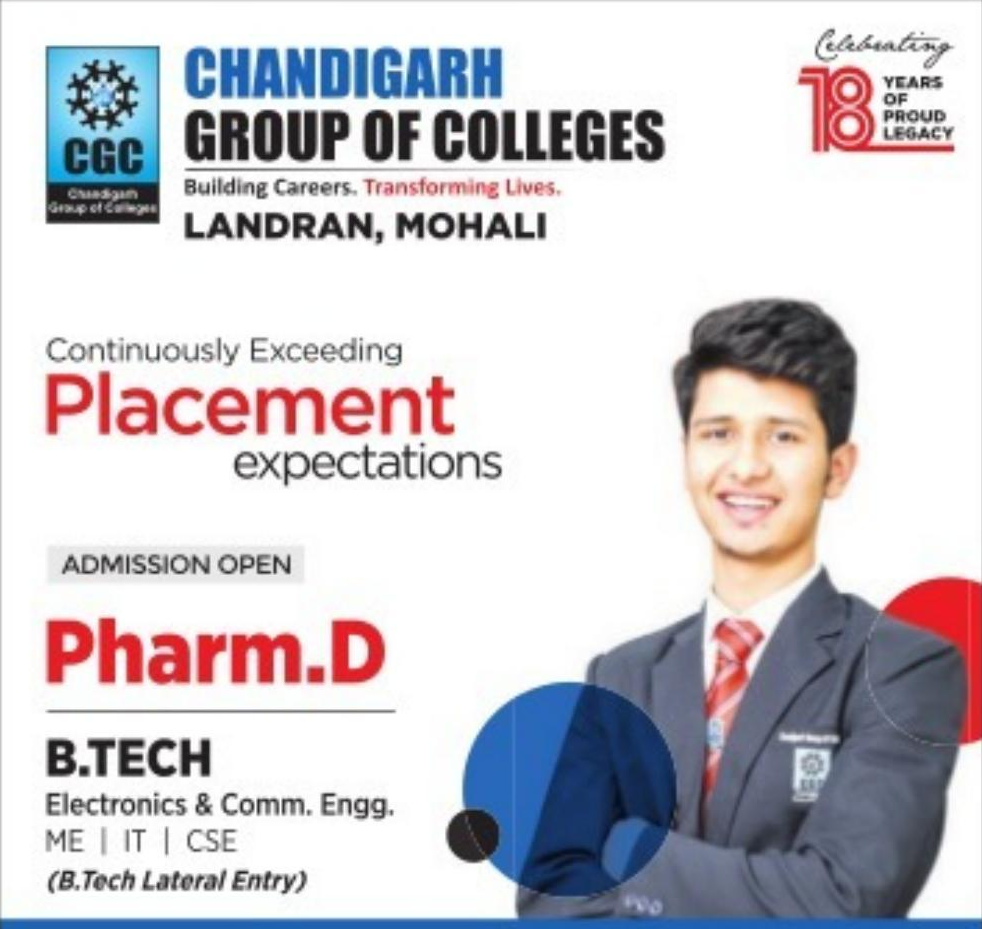 CGC
Chandigarh
Group of Colleges
CHANDIGARH
GROUP OF COLLEGES
Building Careers. Transforming Lives.
LANDRAN, MOHALI
Celebrating
18 YEARS
OF
PROUD
LEGACY
Continuously Exceeding
Placement
expectations
ADMISSION OPEN
Pharm.D
B.TECH
Electronics & Comm. Engg.
ME | IT | CSE
(B.Tech Lateral Entry)